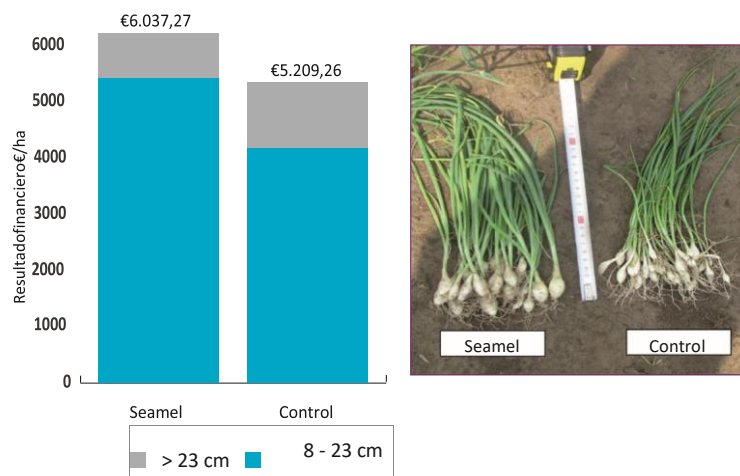 €6.037,27
€5.209,26
6000
5000
4000
3000
2000
1000
0
Resultadofinanciero€/ha
Seamel
Control
> 23 cm
8 - 23 cm
Seamel
Control